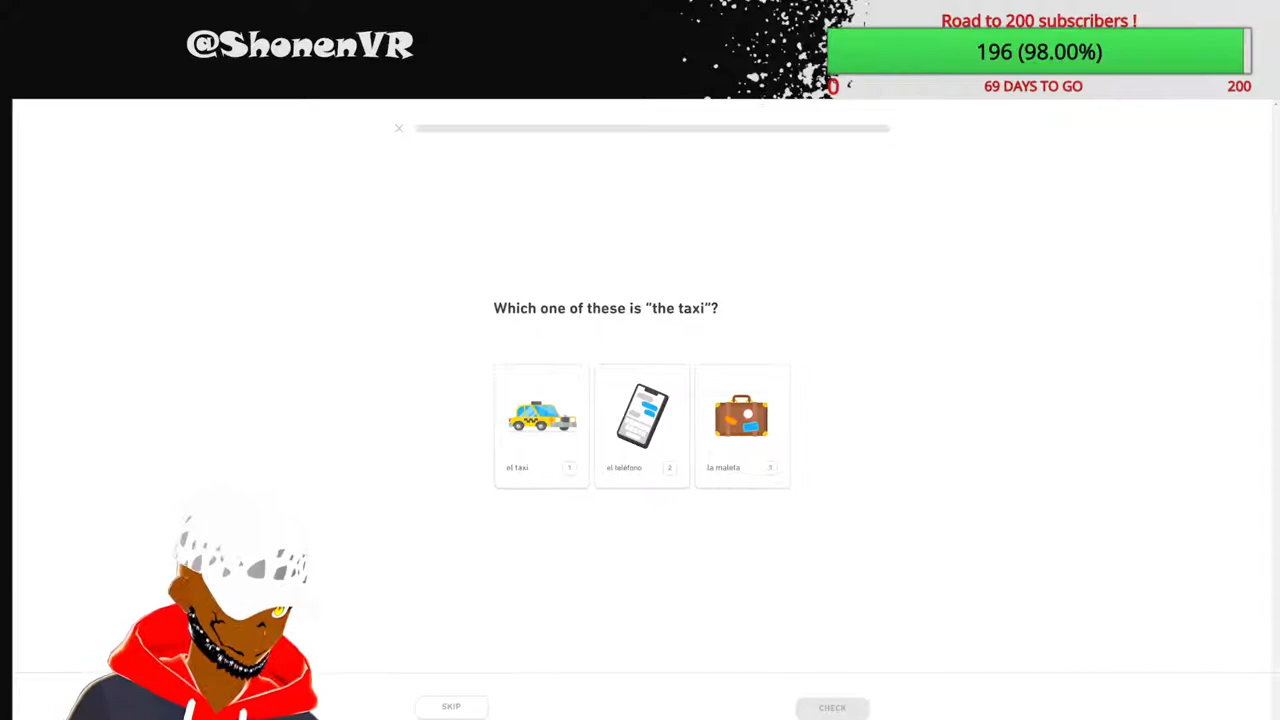 @ShonenVR
Road to 200 subscribers !
196 (98.00%)
0
69 DAYS TO GO
200
Which one of these is "the taxi"?
el taxi 1
el teléfono 2
la maleta 3
SKIP
CHECK